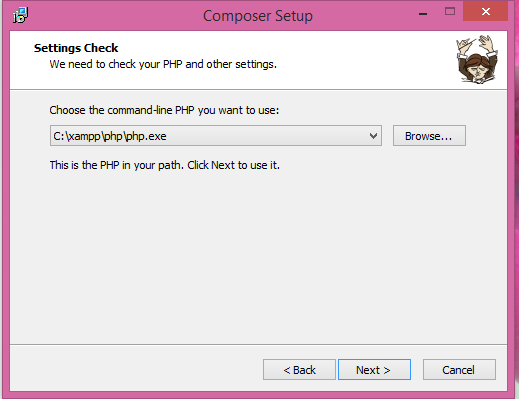 Composer Setup
Settings Check
We need to check your PHP and other settings.
Choose the command-line PHP you want to use:
C:\xampp\php\php.exe
Browse...
This is the PHP in your path. Click Next to use it.
< Back
Next >
Cancel